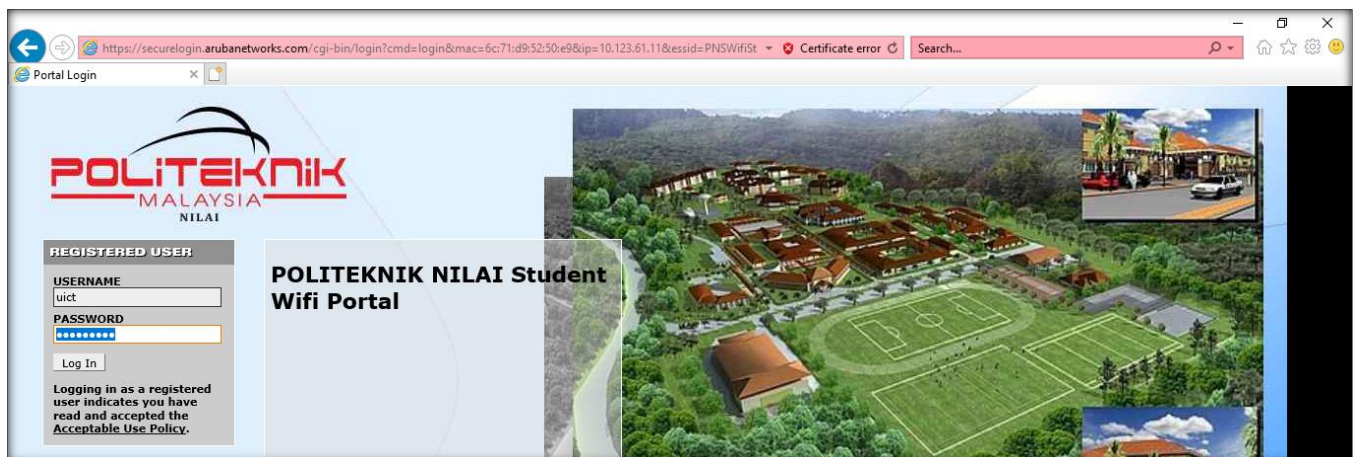 https://securelogin.arubanetworks.com/cgi-bin/login?cmd=login&mac=6c:71:d9:52:50:e9&ip=10.123.61.11&essid=PNSWifiSt
Certificate error
Search...
Portal Login
POLITEKNIK
MALAYSIA
NILAI
REGISTERED USER
USERNAME
uict
PASSWORD
•••••••••
Log In
Logging in as a registered
user indicates you have
read and accepted the
Acceptable Use Policy.
POLITEKNIK NILAI Student
Wifi Portal